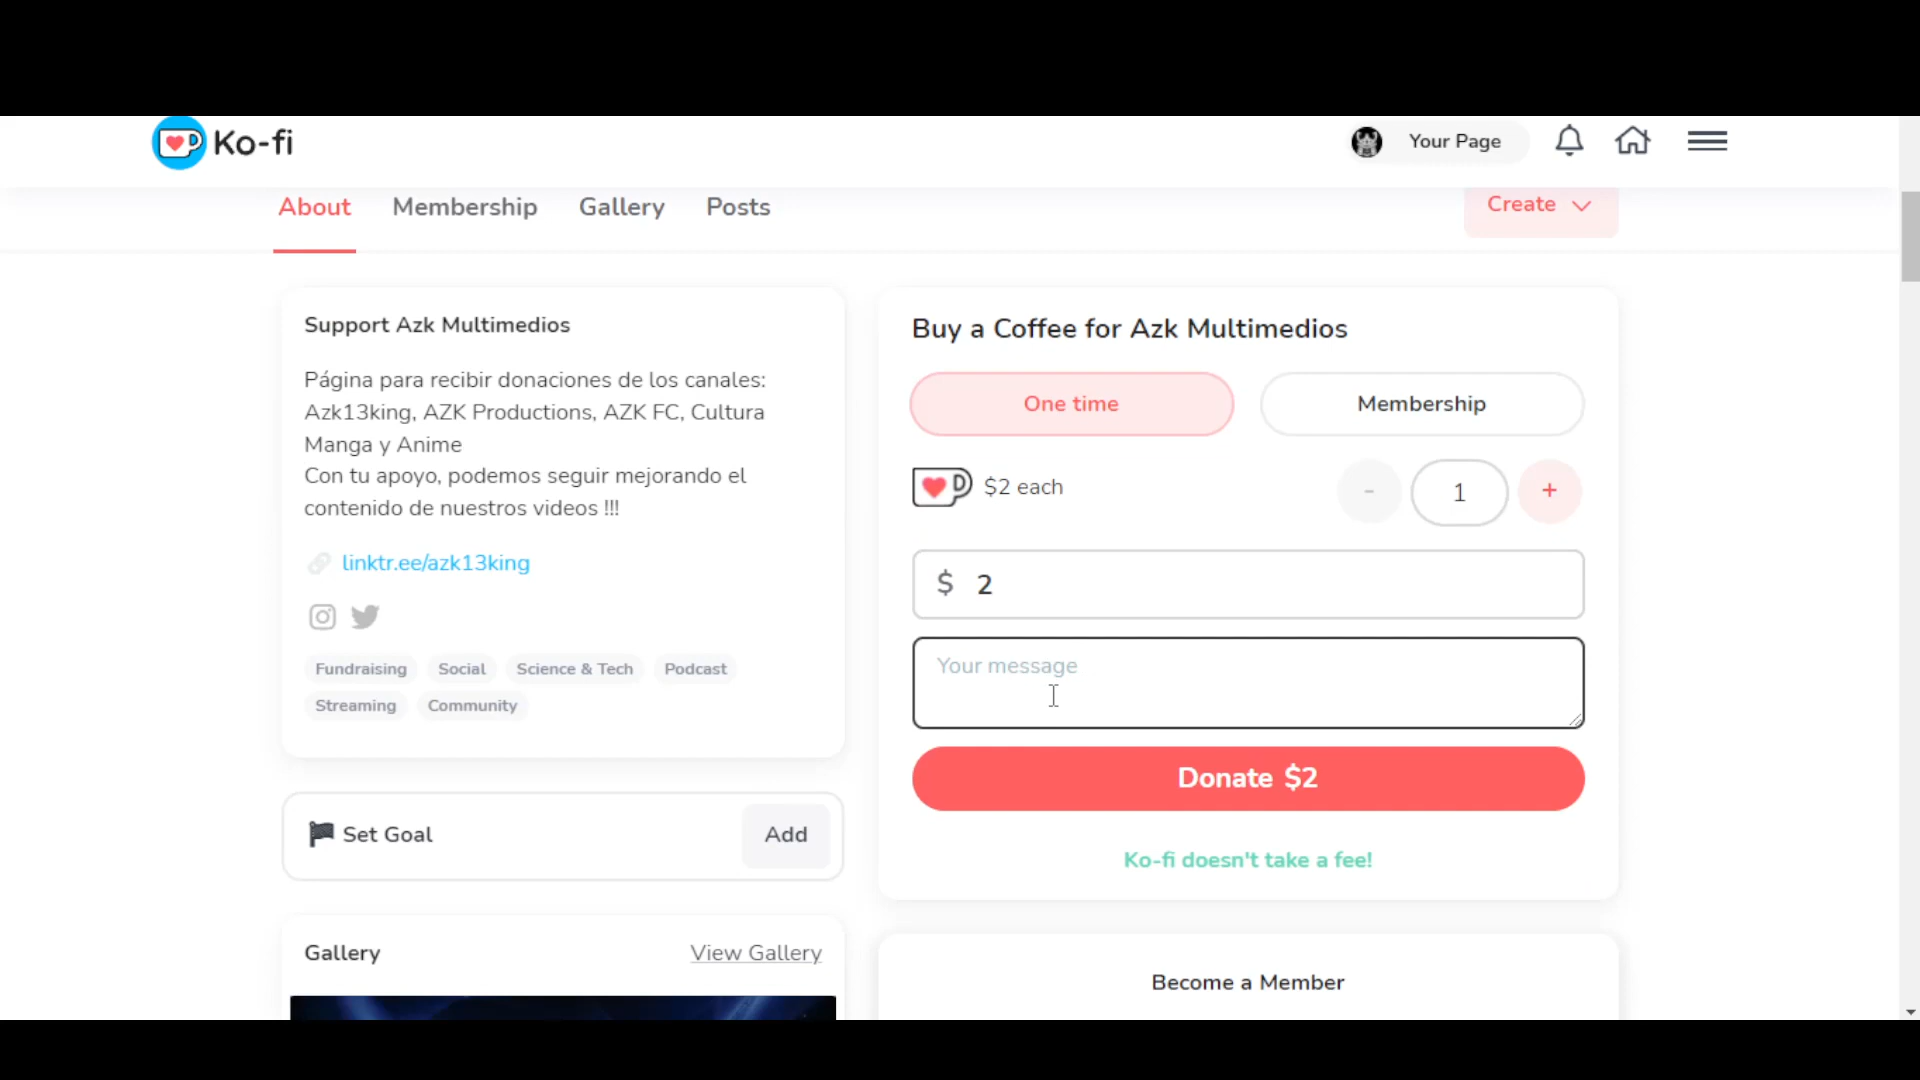 Ko-fi
Your Page
About Membership Gallery Posts
Create
Support Azk Multimedios
Página para recibir donaciones de los canales:
Azk13king, AZK Productions, AZK FC, Cultura
Manga y Anime
Con tu apoyo, podemos seguir mejorando el
contenido de nuestros videos !!!
linktr.ee/azk13king
Fundraising Social Science & Tech Podcast
Streaming Community
Set Goal
Add
Gallery
View Gallery
Buy a Coffee for Azk Multimedios
One time Membership
$2 each
- 1 +
$ 2
Your message
Donate $2
Ko-fi doesn't take a fee!
Become a Member